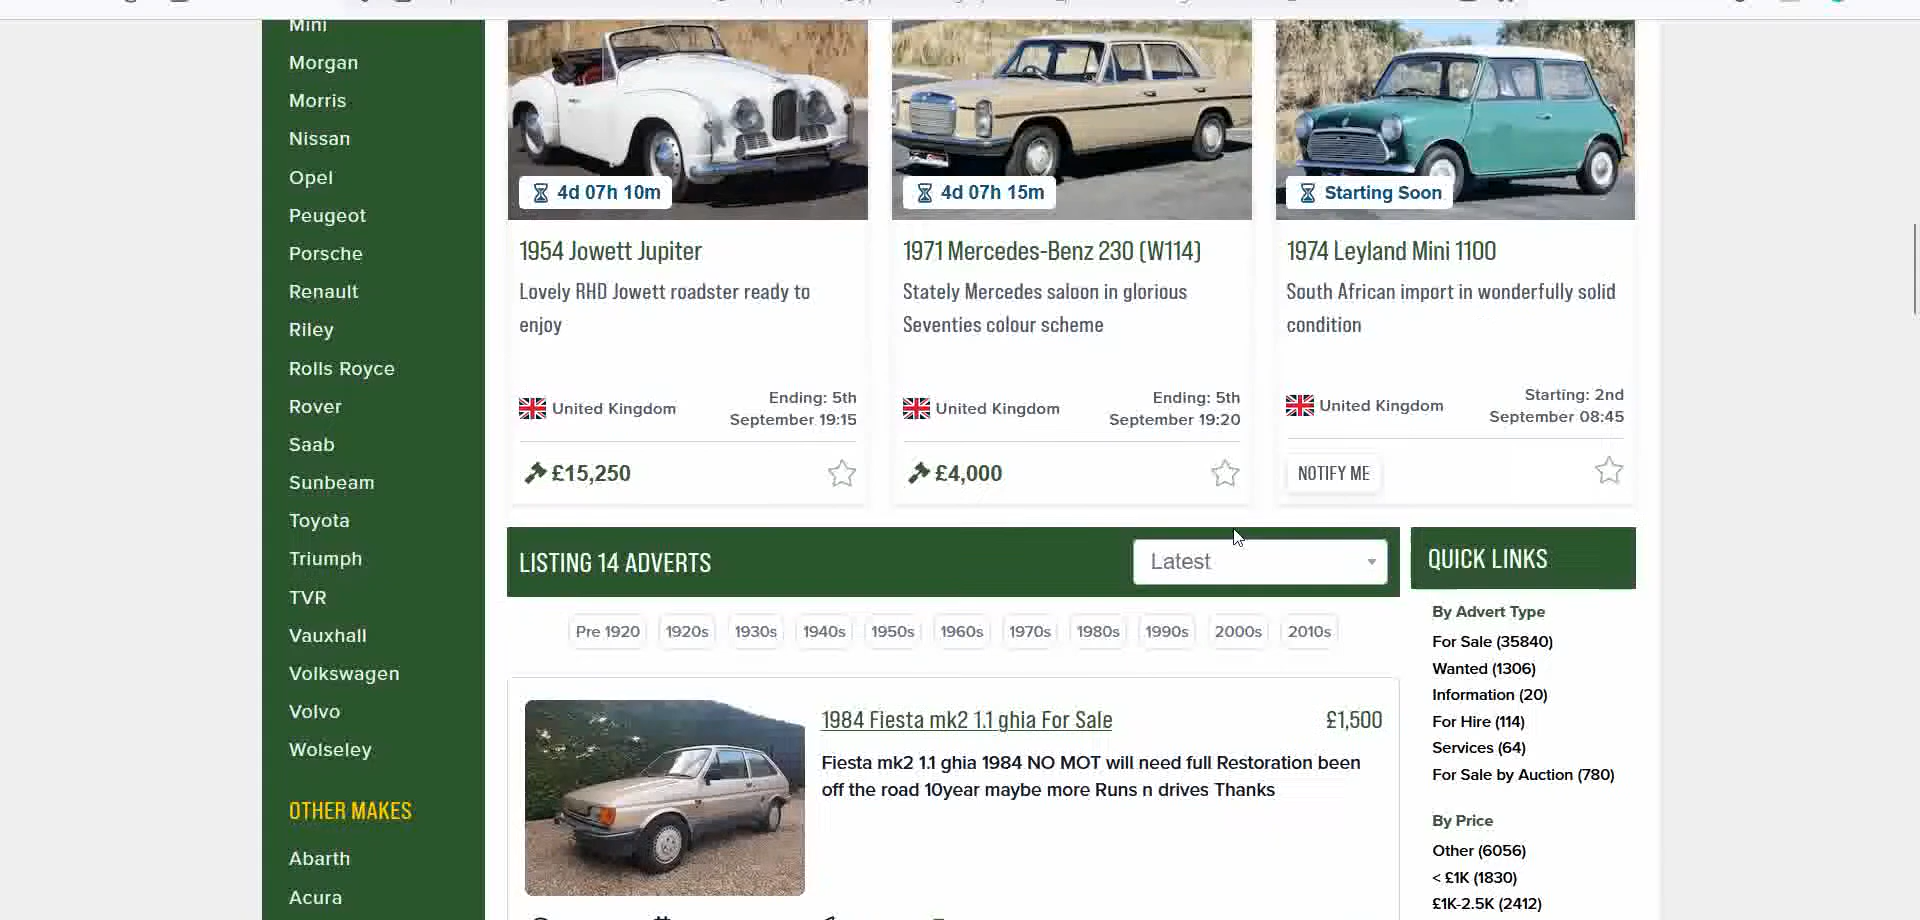 Mini
Morgan
Morris
Nissan
Opel
Peugeot
Porsche
Renault
Riley
Rolls Royce
Rover
Saab
Sunbeam
Toyota
Triumph
TVR
Vauxhall
Volkswagen
Volvo
Wolseley
OTHER MAKES
Abarth
Acura
4d 07h 10m
1954 Jowett Jupiter
Lovely RHD Jowett roadster ready to
enjoy
United Kingdom
Ending: 5th
September 19:15
£15,250
4d 07h 15m
1971 Mercedes-Benz 230 (W114)
Stately Mercedes saloon in glorious
Seventies colour scheme
United Kingdom
Ending: 5th
September 19:20
£4,000
Starting Soon
1974 Leyland Mini 1100
South African import in wonderfully solid
condition
United Kingdom
Starting: 2nd
September 08:45
NOTIFY ME
LISTING 14 ADVERTS
Latest
Pre 1920 1920s 1930s 1940s 1950s 1960s 1970s 1980s 1990s 2000s 2010s
1984 Fiesta mk2 1.1 ghia For Sale
£1,500
Fiesta mk2 1.1 ghia 1984 NO MOT will need full Restoration been
off the road 10year maybe more Runs n drives Thanks
QUICK LINKS
By Advert Type
For Sale (35840)
Wanted (1306)
Information (20)
For Hire (114)
Services (64)
For Sale by Auction (780)
By Price
Other (6056)
< £1K (1830)
£1K-2.5K (2412)